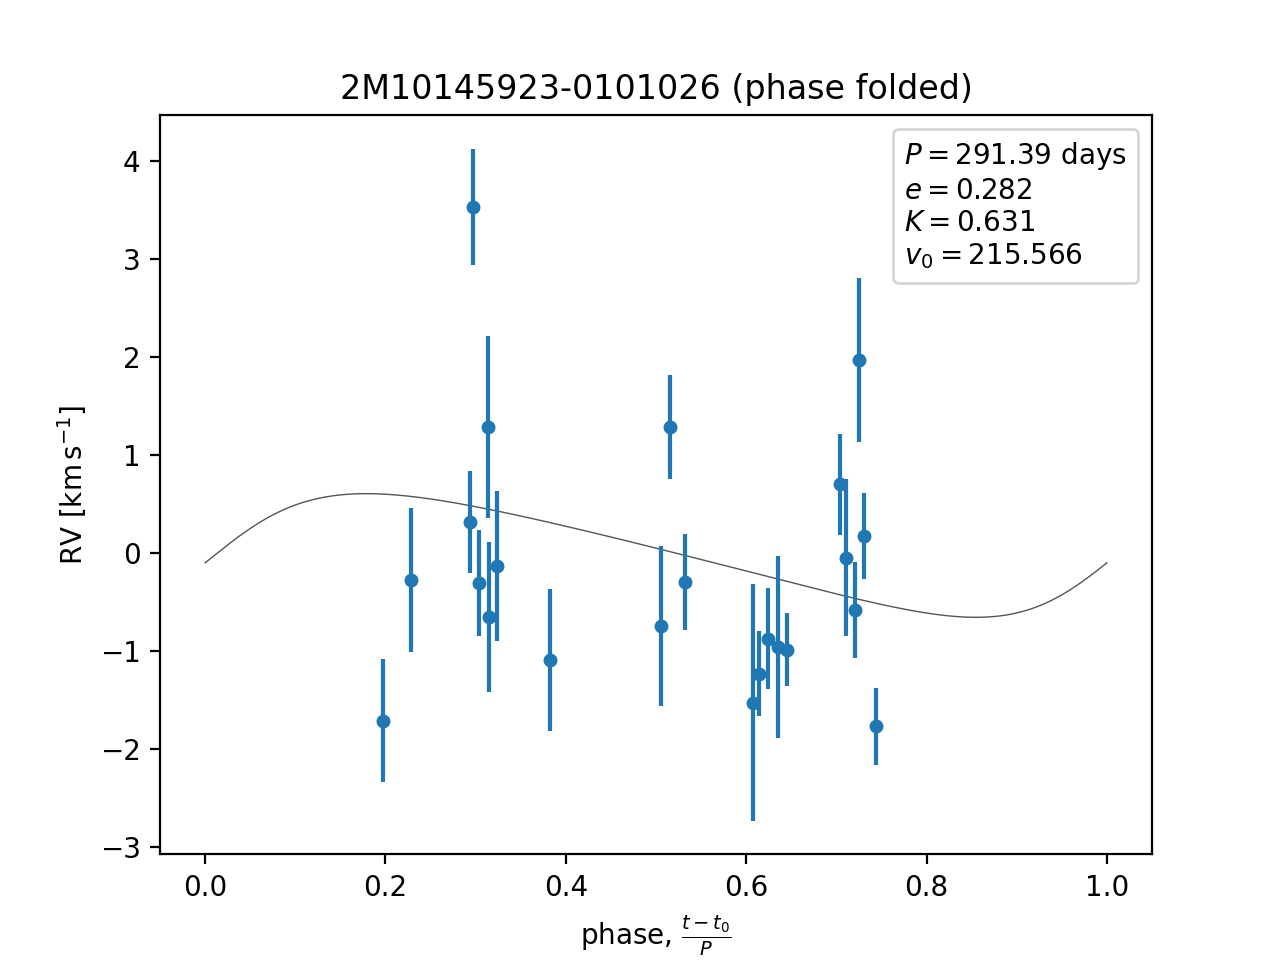 2M10145923-0101026 (phase folded)
P = 291.39 days
e = 0.282
K = 0.631
v₀ = 215.566
4
3
2
1
0
−1
−2
−3
RV [km s⁻¹]
0.0 0.2 0.4 0.6 0.8 1.0
phase, (t − t₀)/P